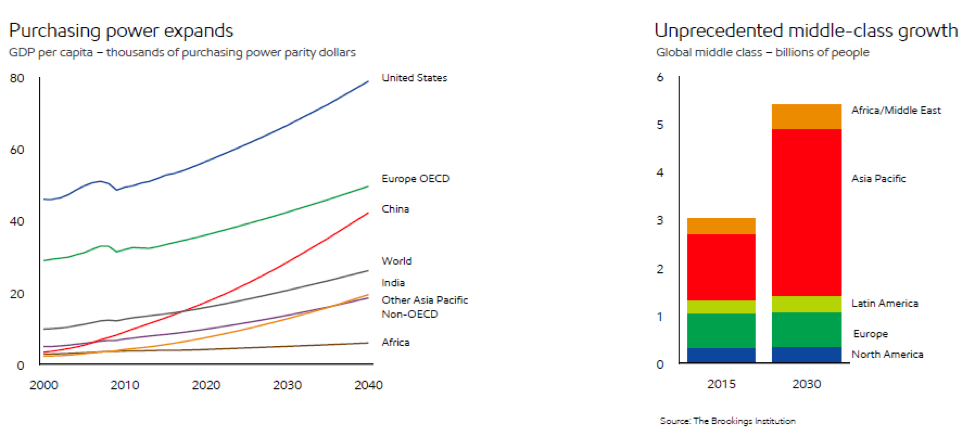 Purchasing power expands
GDP per capita – thousands of purchasing power parity dollars
80
60
40
20
0
2000
2010
2020
2030
2040
United States
Europe OECD
China
World
India
Other Asia Pacific
Non-OECD
Africa
Unprecedented middle-class growth
Global middle class – billions of people
6
5
4
3
2
1
0
2015
2030
Africa/Middle East
Asia Pacific
Latin America
Europe
North America
Source: The Brookings Institution